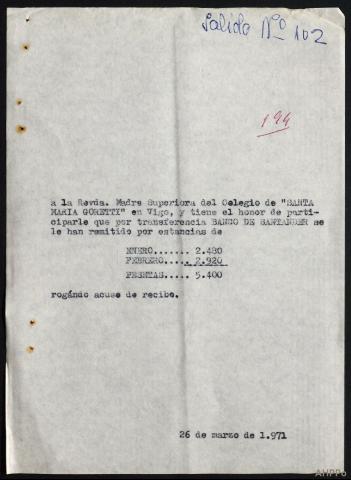 Salida Nº 102
199
a la Revda. Madre Superiora del Colegio de "SANTA
MARIA GORETTI" en Vigo, y tiene el honor de parti-
ciparle que por transferencia BANCO DE SANTANDER se
le han remitido por estancias de
ENERO....... 2.480
FEBRERO..... 2.920
PESETAS..... 5.400
rogándo acuse de recibo.
26 de marzo de 1.971
AHPPo